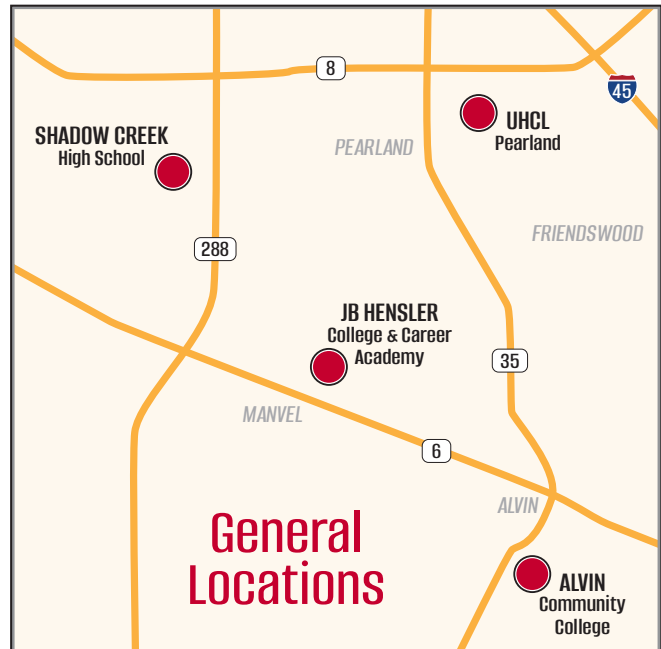 8
45
SHADOW CREEK
High School
PEARLAND
UHCL
Pearland
288
FRIENDSWOOD
JB HENSLER
College & Career
Academy
35
MANVEL
6
ALVIN
General
Locations
ALVIN
Community
College